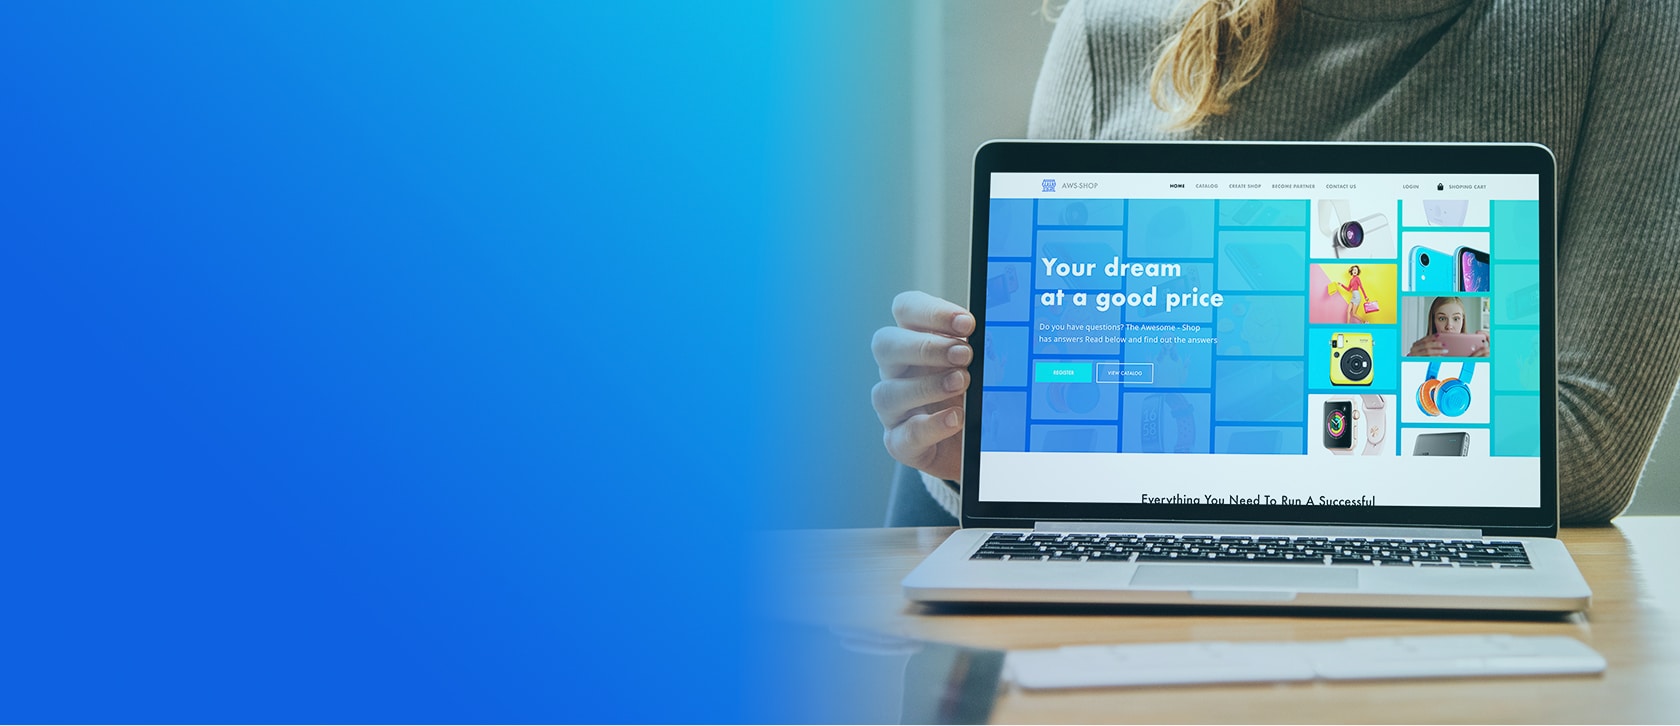 AWS-SHOP
HOME CATALOG CREATE SHOP BECOME PARTNER CONTACT US LOGIN SHOPING CART
Your dream
at a good price
Do you have questions? The Awesome - Shop
has answers Read below and find out the answers
REGISTER VIEW CATALOG
Everything You Need To Run A Successful